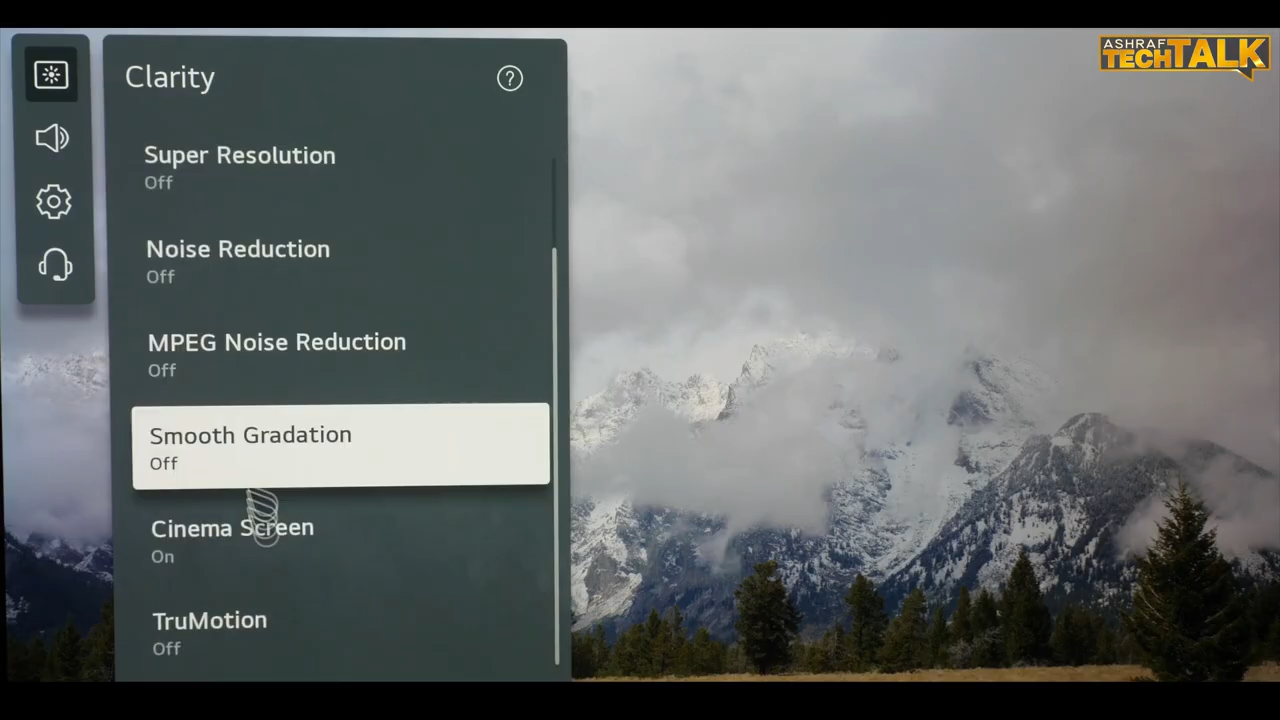 ASHRAF
TECHTALK
Clarity
Super Resolution
Off
Noise Reduction
Off
MPEG Noise Reduction
Off
Smooth Gradation
Off
Cinema Screen
On
TruMotion
Off